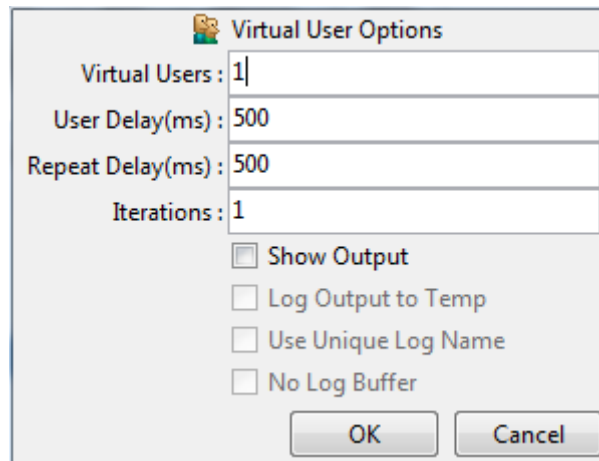 Virtual User Options
Virtual Users : 1
User Delay(ms) : 500
Repeat Delay(ms) : 500
Iterations : 1
Show Output
Log Output to Temp
Use Unique Log Name
No Log Buffer
OK Cancel